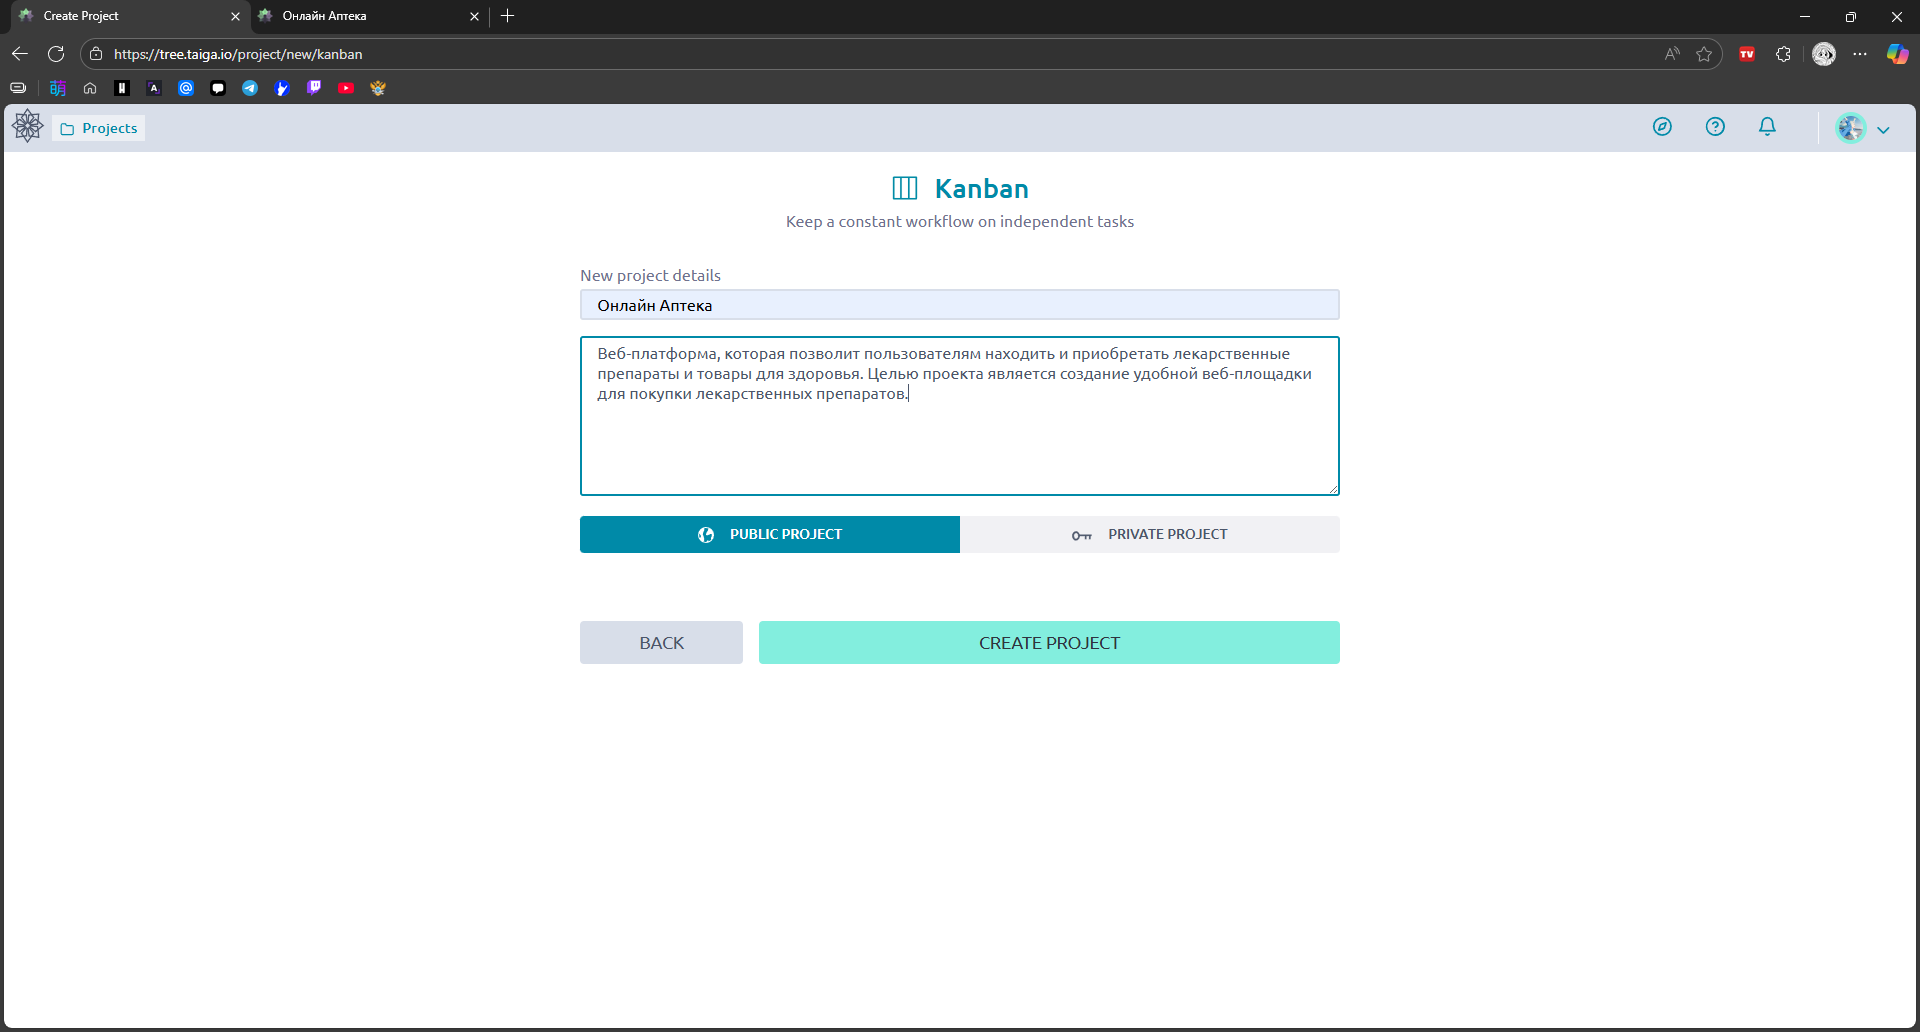 Create Project
Онлайн Аптека
https://tree.taiga.io/project/new/kanban
Projects
Kanban
Keep a constant workflow on independent tasks
New project details
Онлайн Аптека
Веб-платформа, которая позволит пользователям находить и приобретать лекарственные
препараты и товары для здоровья. Целью проекта является создание удобной веб-площадки
для покупки лекарственных препаратов.
PUBLIC PROJECT
PRIVATE PROJECT
BACK
CREATE PROJECT